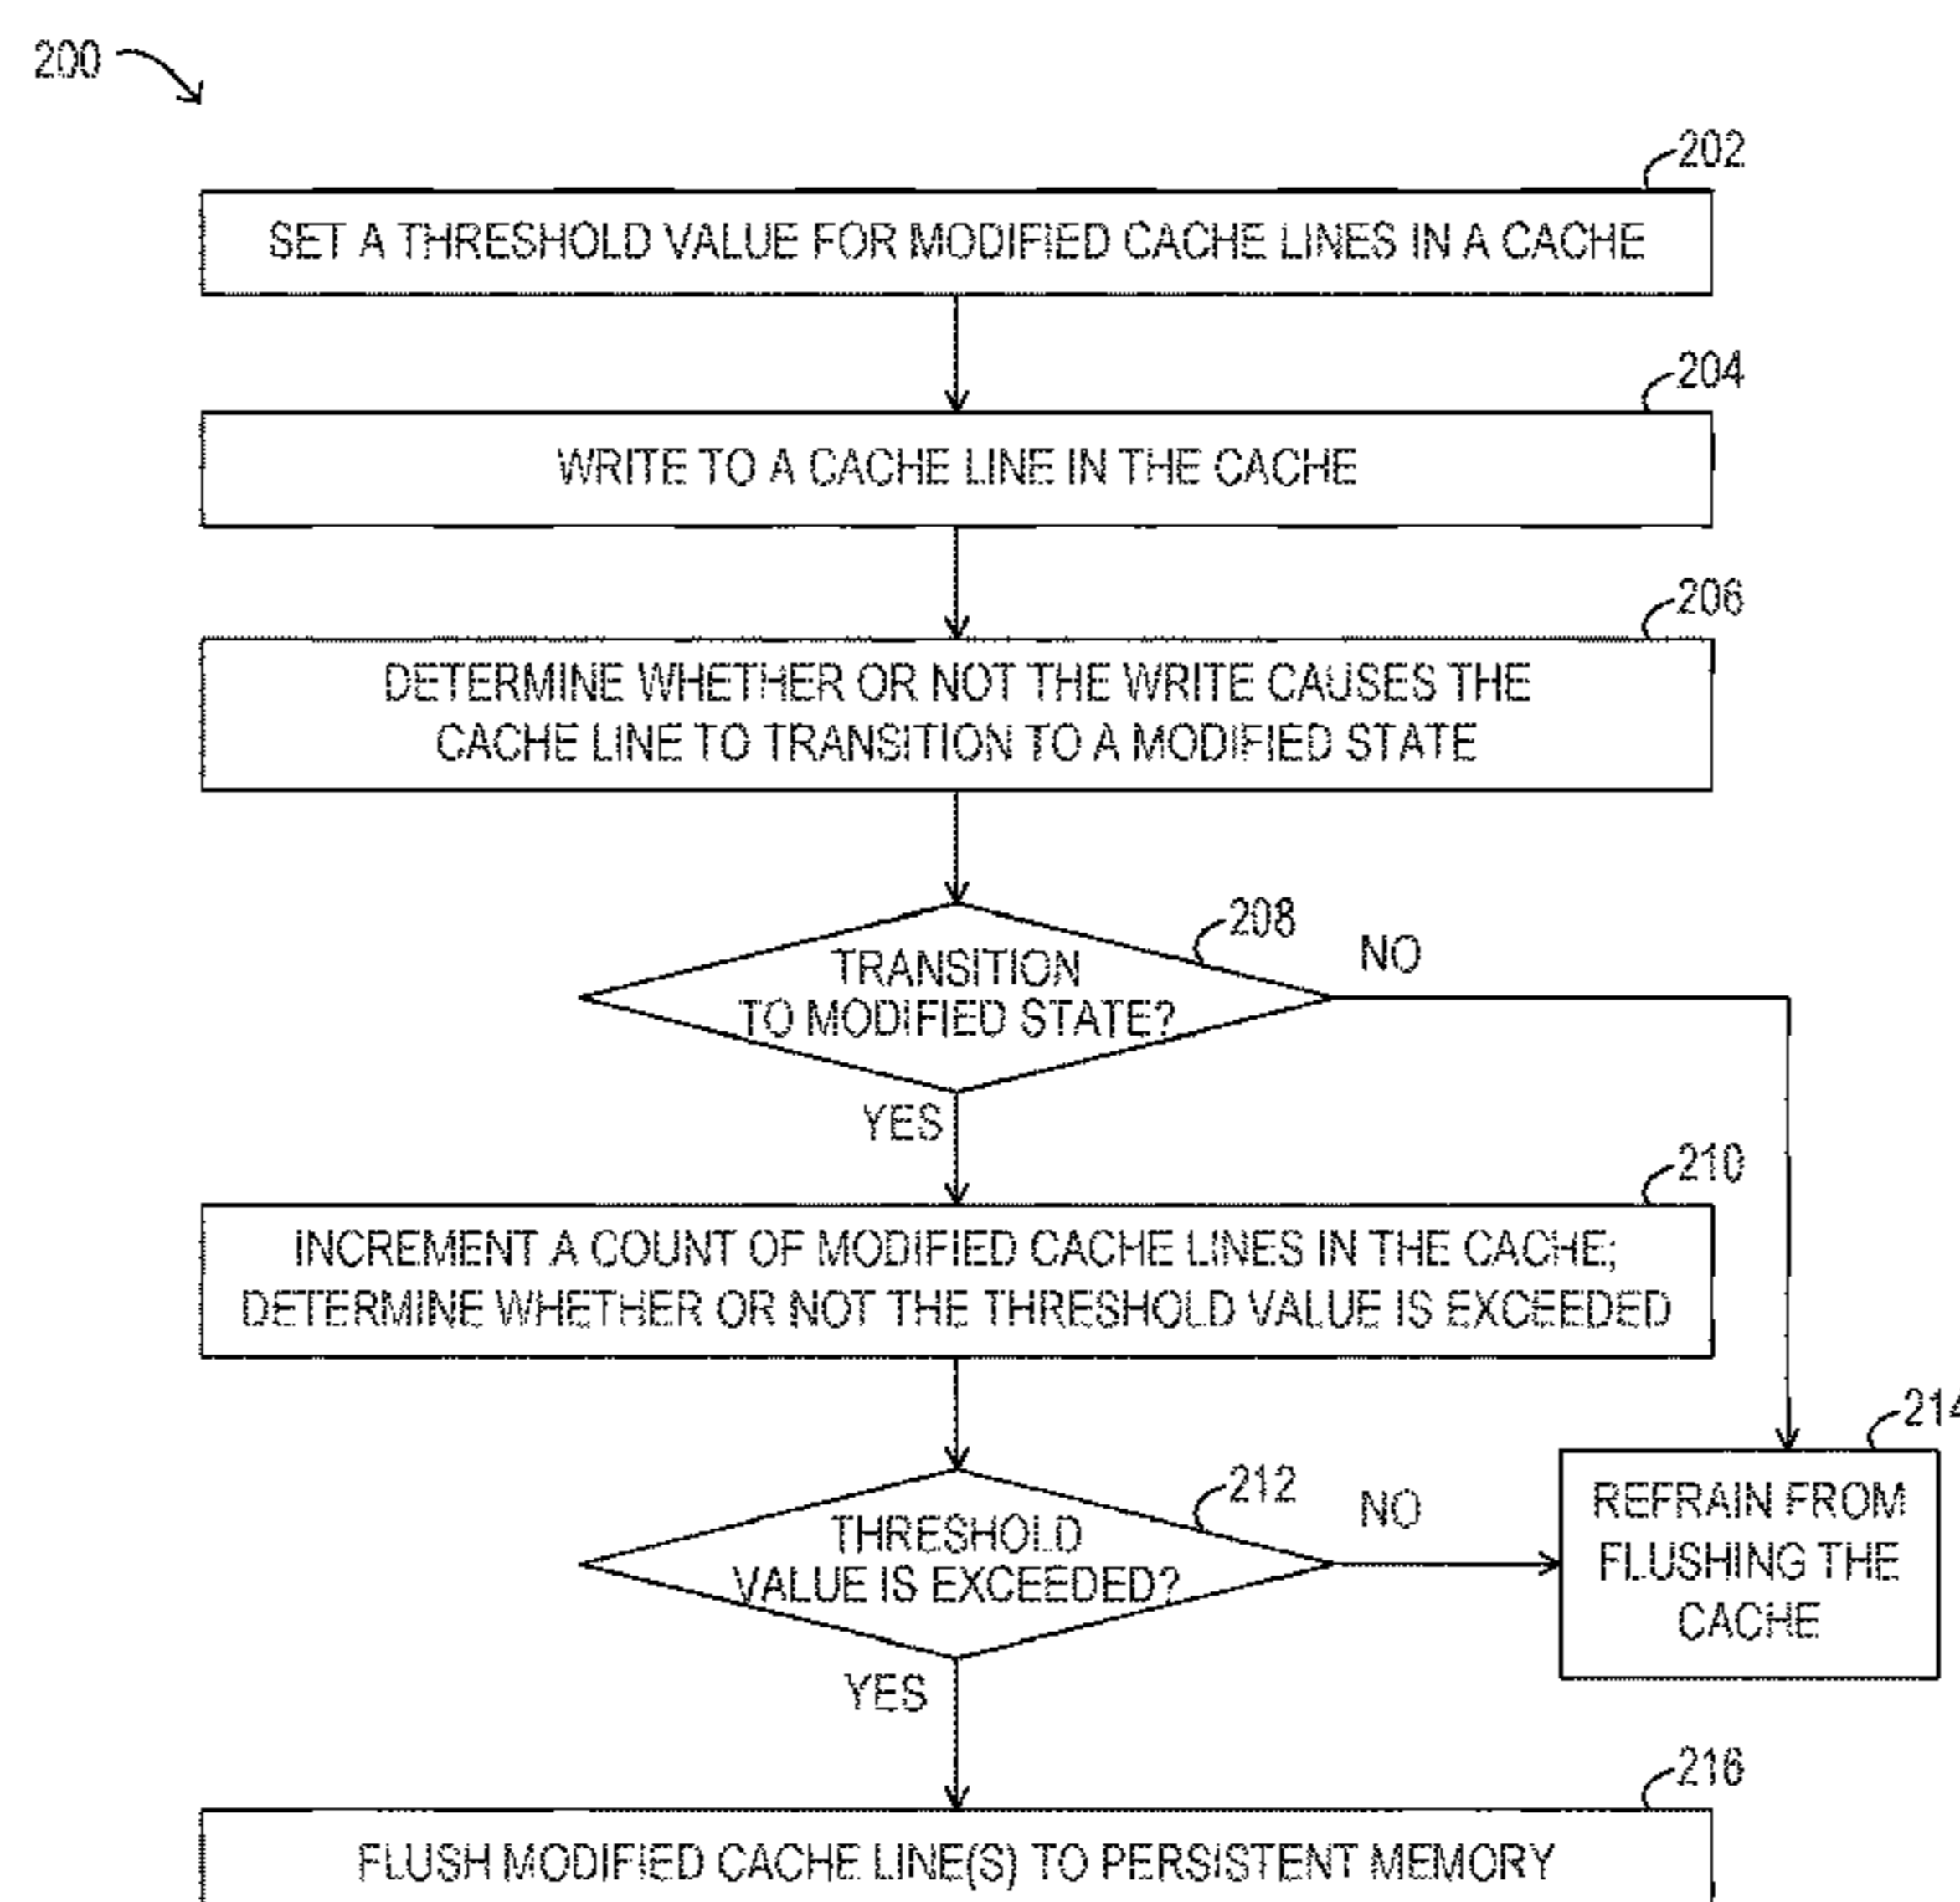 200
202
SET A THRESHOLD VALUE FOR MODIFIED CACHE LINES IN A CACHE
204
WRITE TO A CACHE LINE IN THE CACHE
206
DETERMINE WHETHER OR NOT THE WRITE CAUSES THE
CACHE LINE TO TRANSITION TO A MODIFIED STATE
208
NO
TRANSITION
TO MODIFIED STATE?
YES
210
INCREMENT A COUNT OF MODIFIED CACHE LINES IN THE CACHE;
DETERMINE WHETHER OR NOT THE THRESHOLD VALUE IS EXCEEDED
212
NO
THRESHOLD
VALUE IS EXCEEDED?
YES
214
REFRAIN FROM
FLUSHING THE
CACHE
216
FLUSH MODIFIED CACHE LINE(S) TO PERSISTENT MEMORY